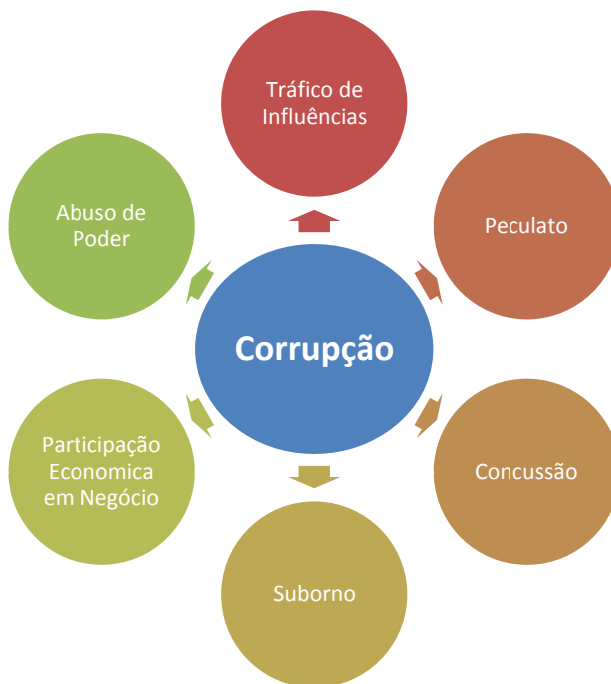 Tráfico de
Influências
Abuso de
Poder
Peculato
Corrupção
Participação
Economica
em Negócio
Concussão
Suborno